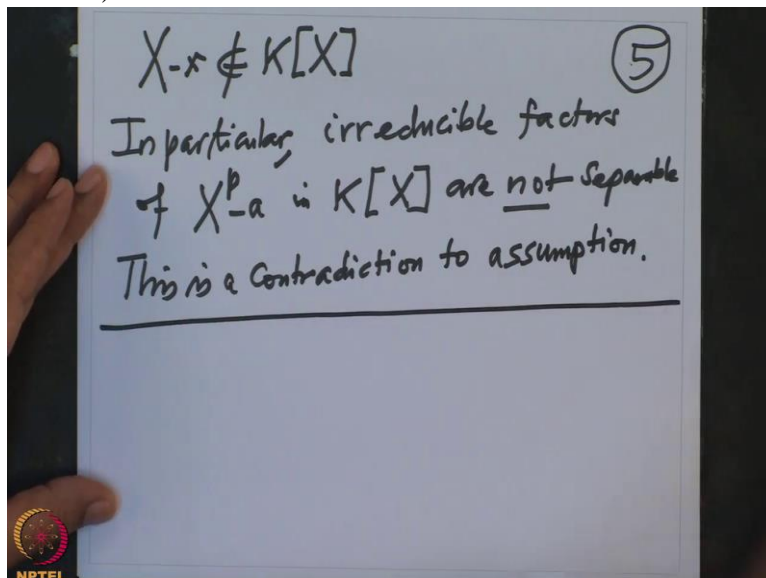 X-x ∉ K[X]
5
In particular, irreducible factors
of X^p-a in K[X] are not separable
This is a Contradiction to assumption.
NPTEL